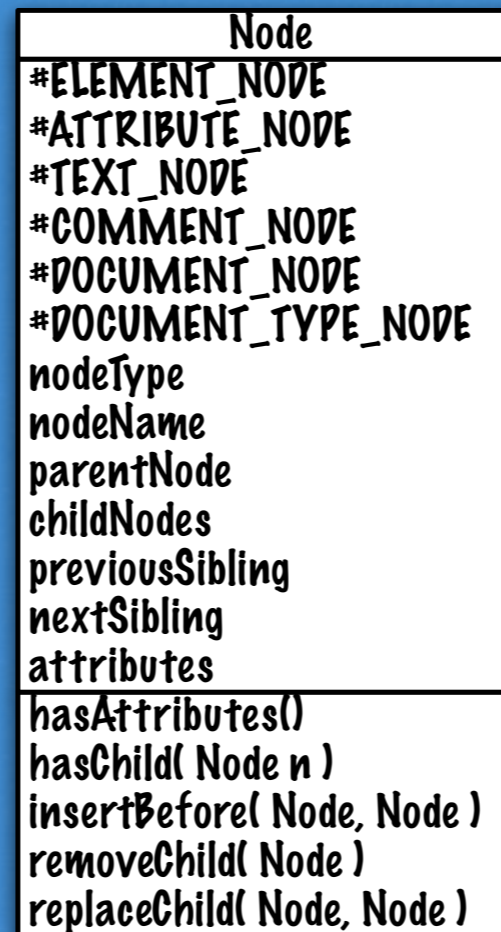 Node
#ELEMENT_NODE
#ATTRIBUTE_NODE
#TEXT_NODE
#COMMENT_NODE
#DOCUMENT_NODE
#DOCUMENT_TYPE_NODE
nodeType
nodeName
parentNode
childNodes
previousSibling
nextSibling
attributes
hasAttributes()
hasChild( Node n )
insertBefore( Node, Node )
removeChild( Node )
replaceChild( Node, Node )